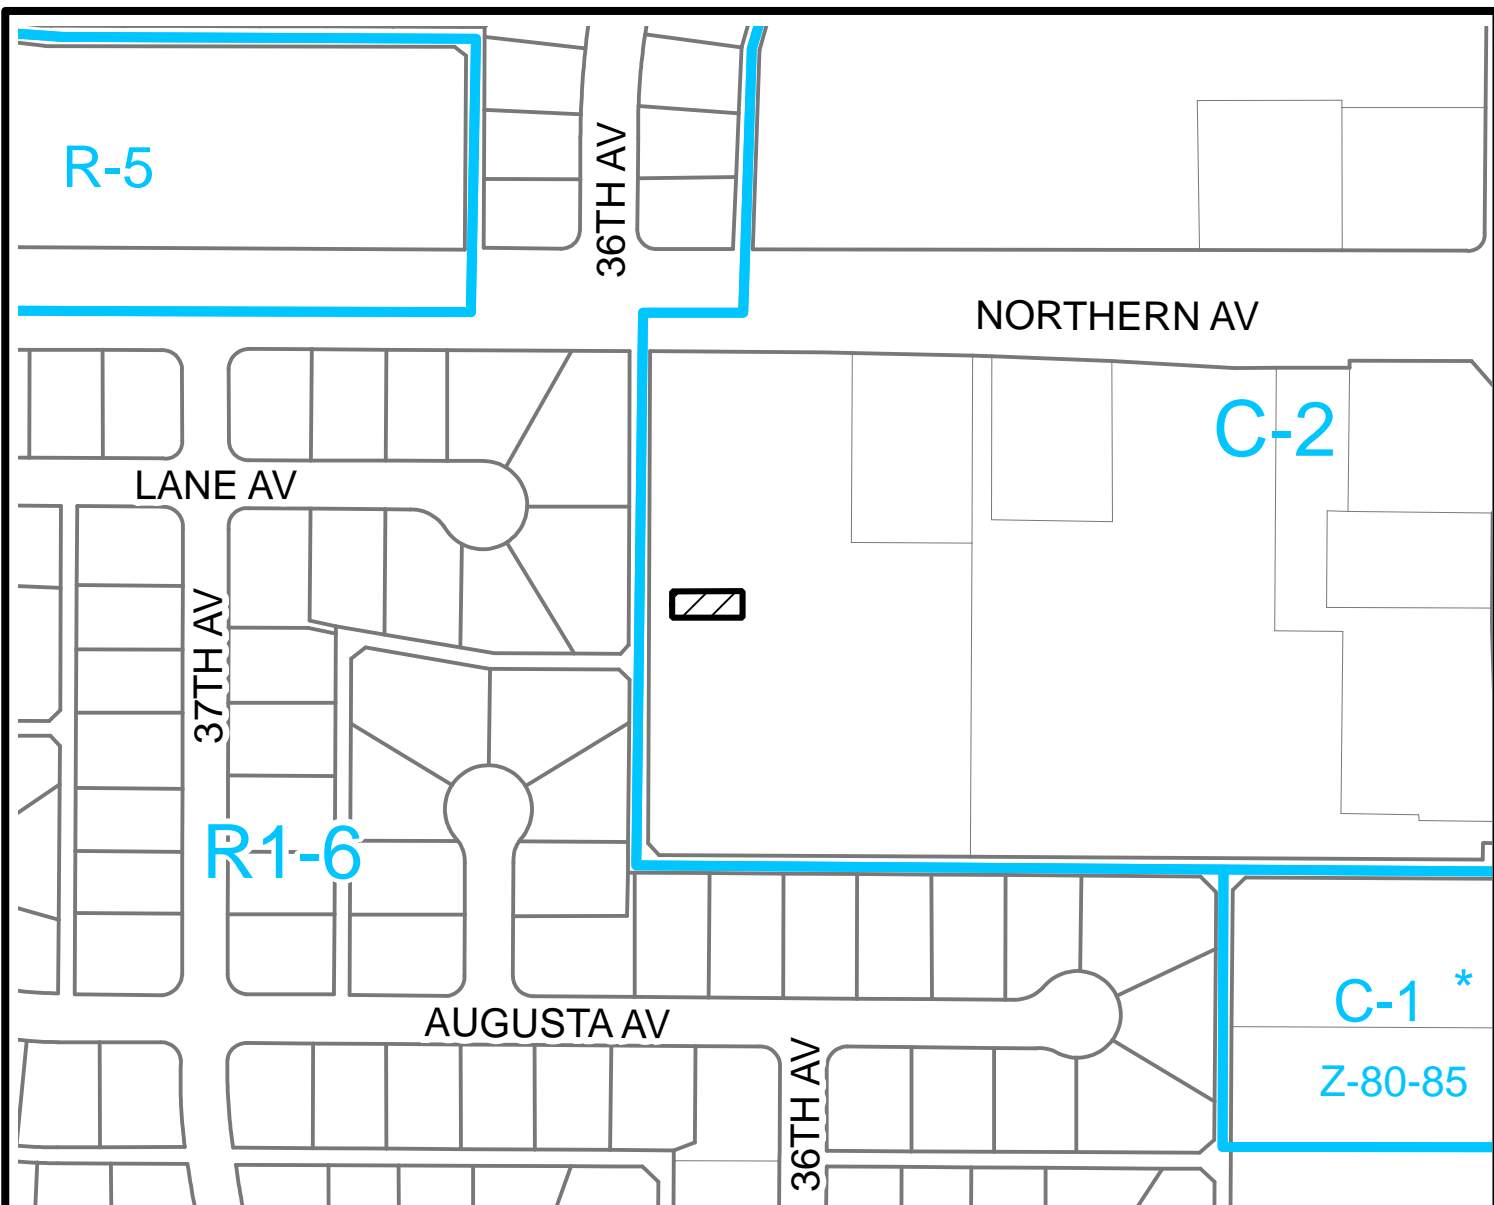 R-5
36TH AV
NORTHERN AV
C-2
LANE AV
37TH AV
R1-6
C-1 *
AUGUSTA AV
36TH AV
Z-80-85